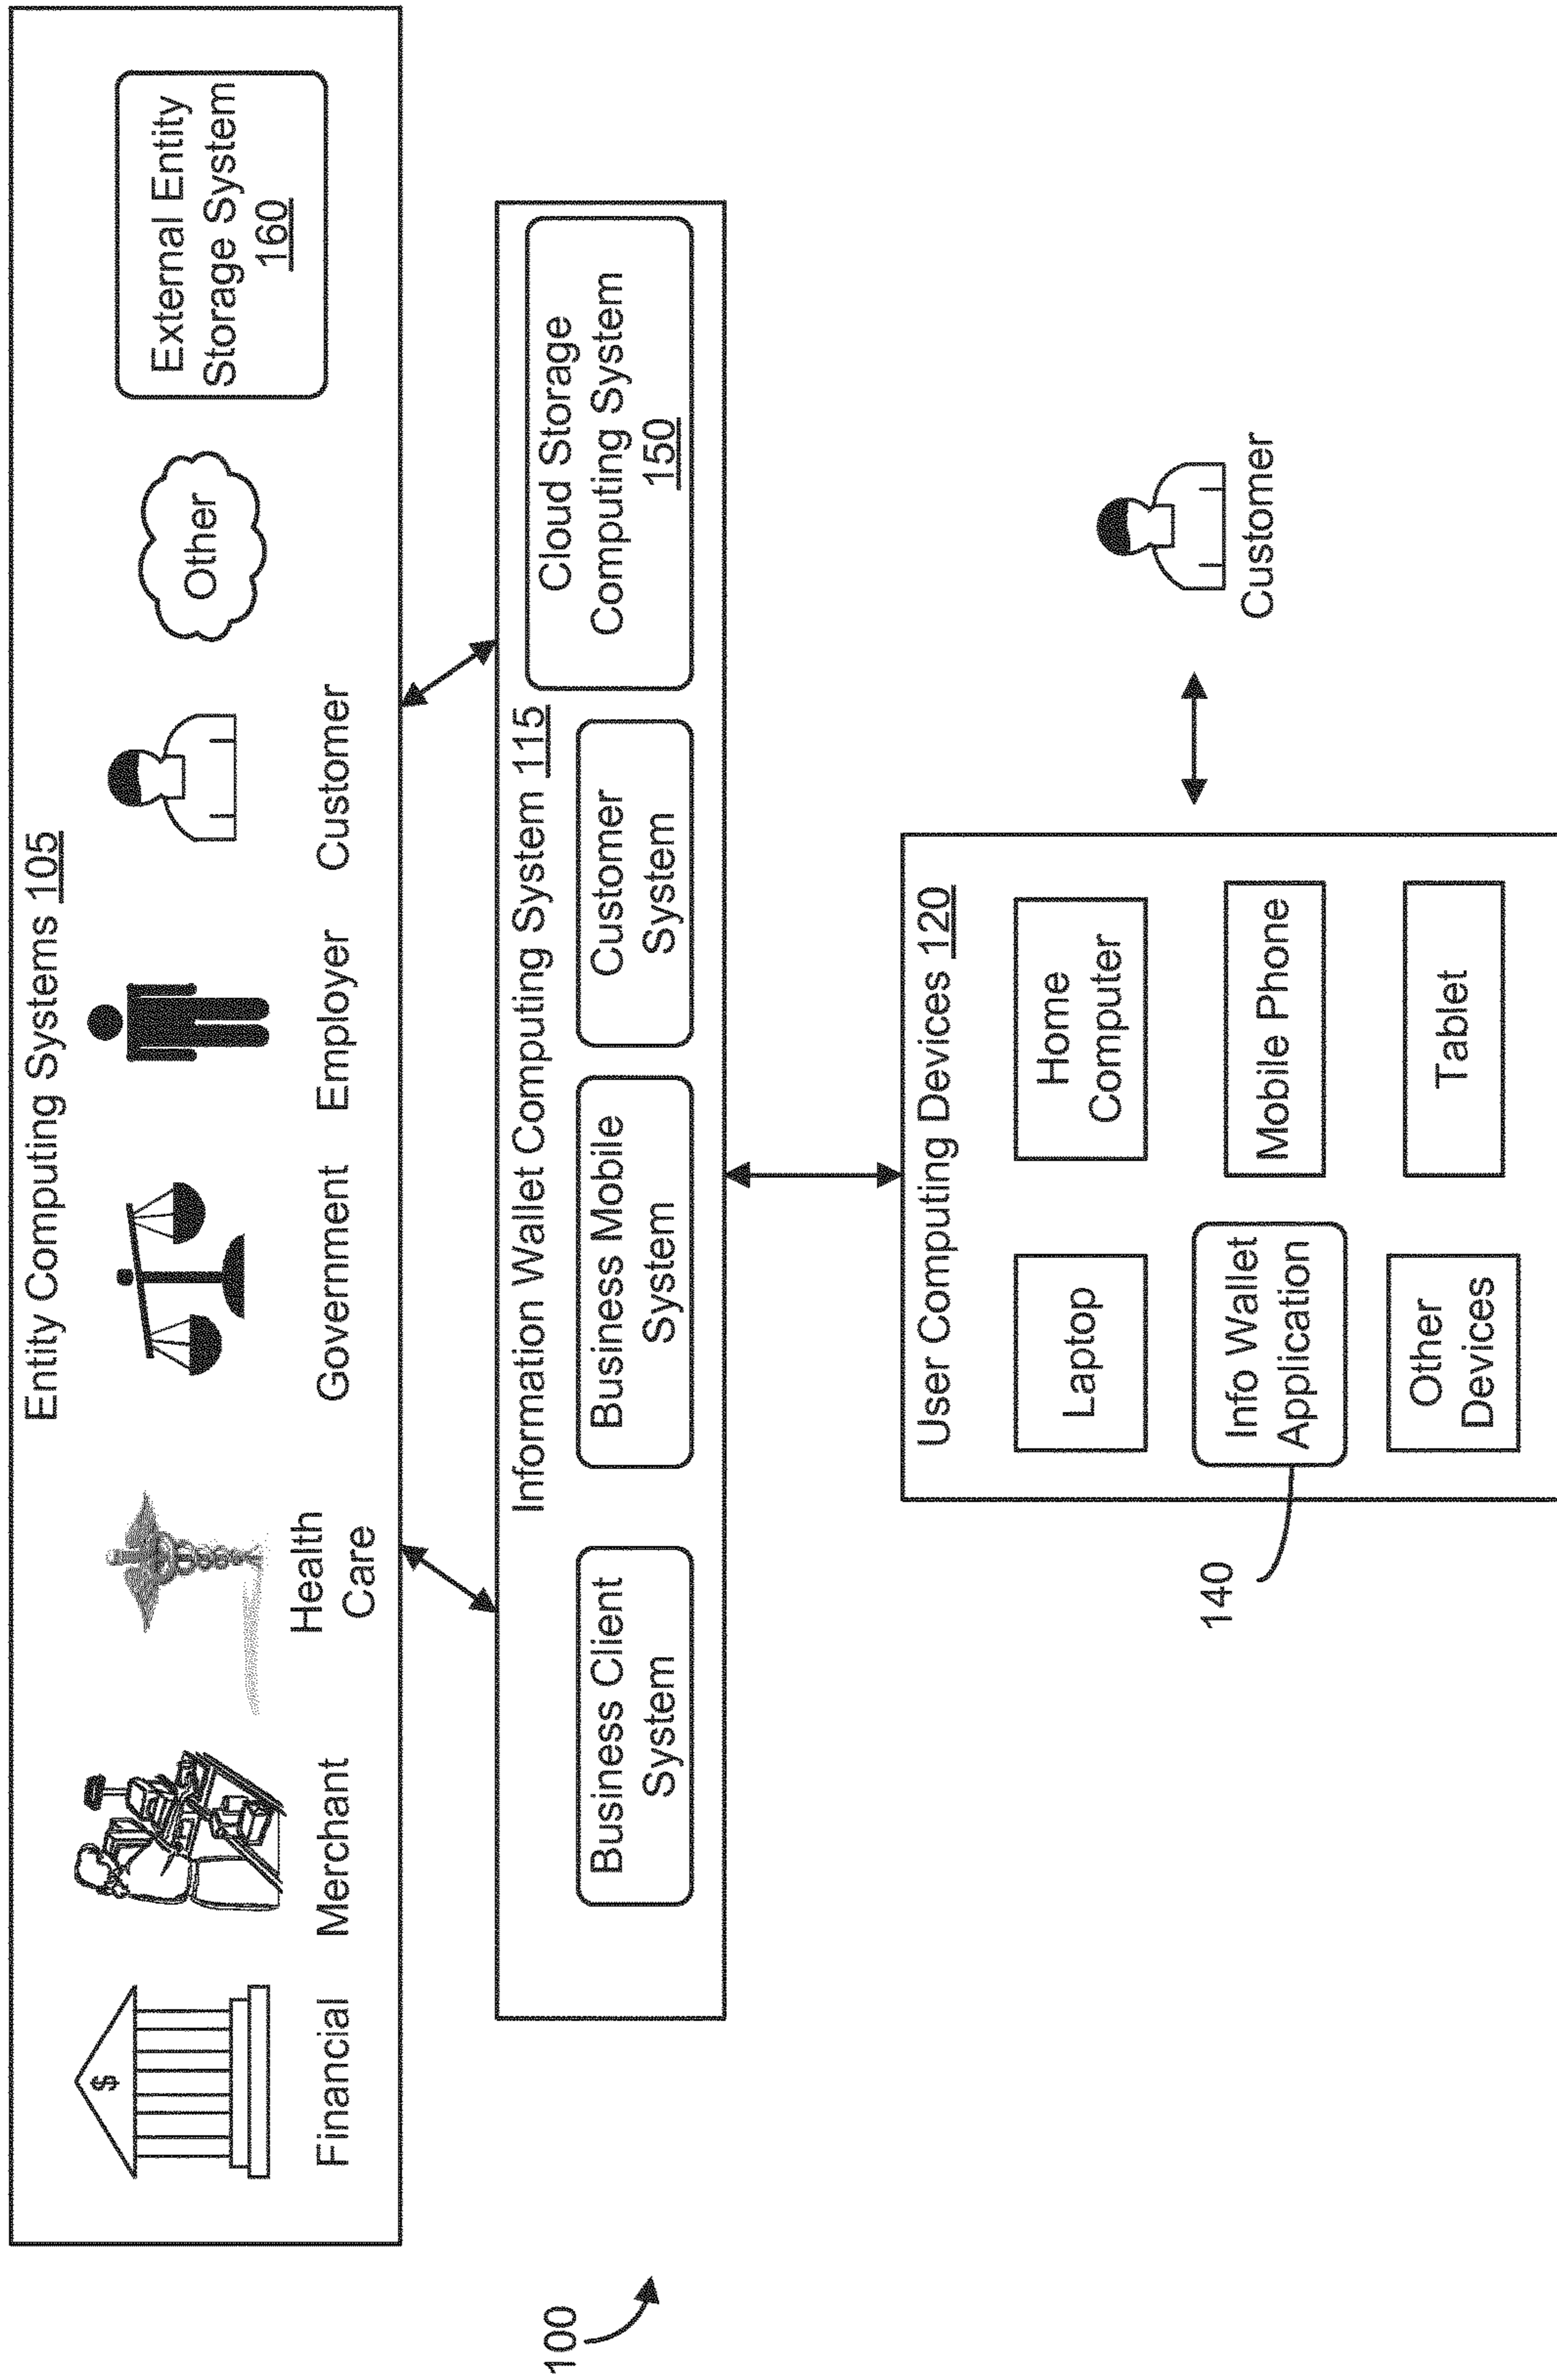 Entity Computing Systems 105
$
Financial
Merchant
Health
Care
Government
Employer
Customer
Other
External Entity
Storage System
160
Information Wallet Computing System 115
Business Client
System
Business Mobile
System
Customer
System
Cloud Storage
Computing System
150
User Computing Devices 120
Laptop
Home
Computer
Info Wallet
Application
Mobile Phone
Other
Devices
Tablet
140
Customer
100